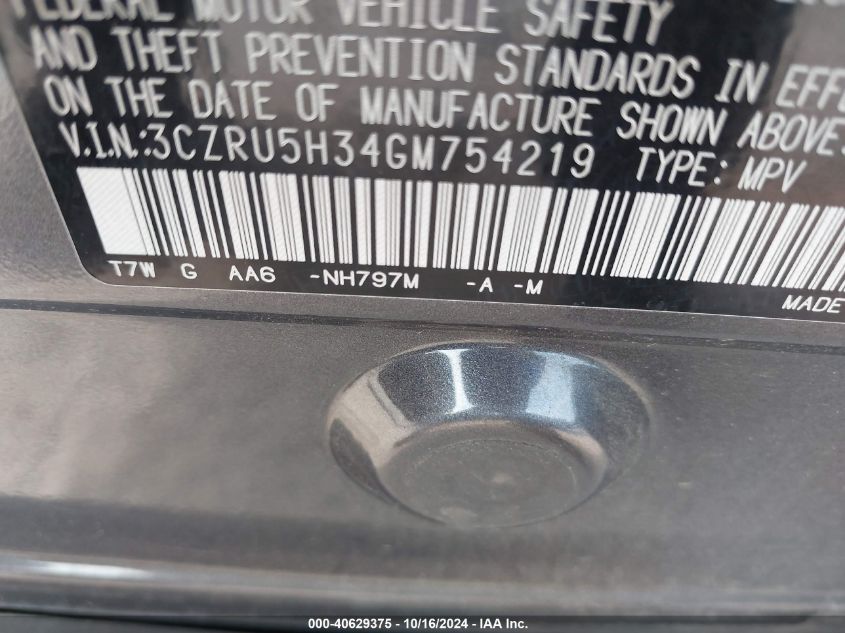 FEDERAL MOTOR VEHICLE SAFETY
AND THEFT PREVENTION STANDARDS IN
ON THE DATE OF MANUFACTURE SHOWN ABOVE.
V.I.N.:3CZRU5H34GM754219 TYPE: MPV
T7W G AA6 -NH797M -A -M
MADE
000-40629375 - 10/16/2024 - IAA Inc.